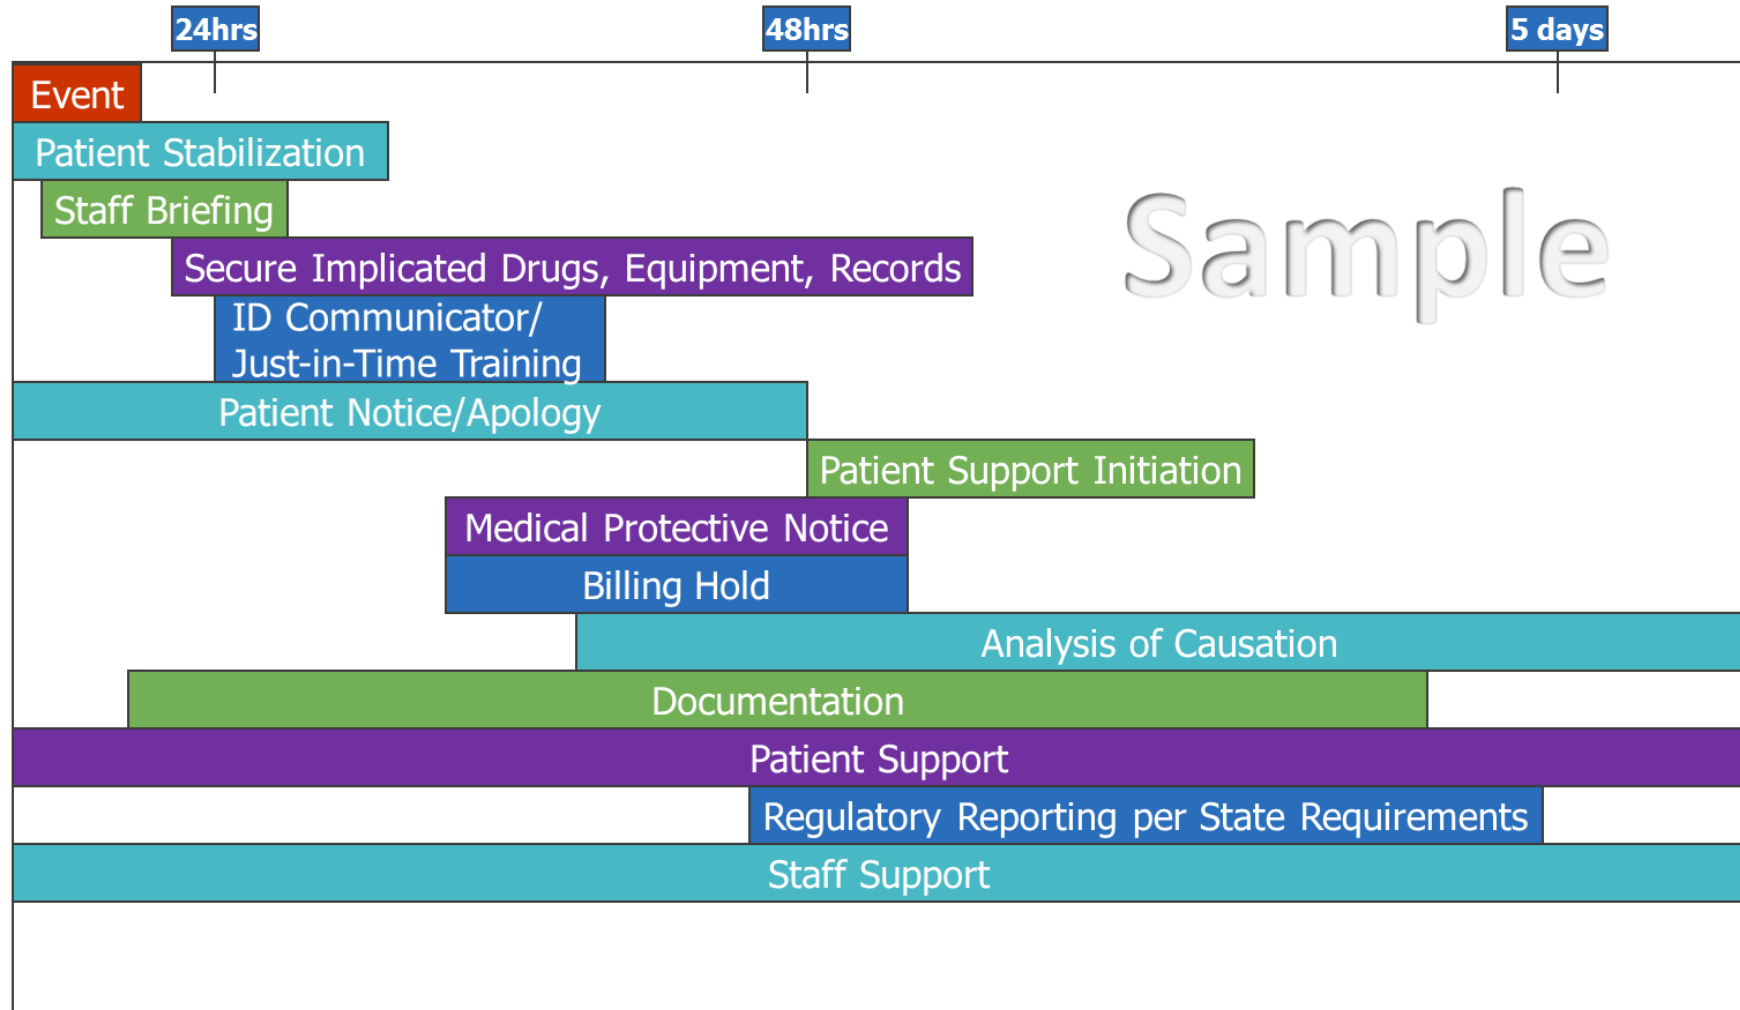 24hrs
48hrs
5 days
Event
Patient Stabilization
Staff Briefing
Sample
Secure Implicated Drugs, Equipment, Records
ID Communicator/
Just-in-Time Training
Patient Notice/Apology
Patient Support Initiation
Medical Protective Notice
Billing Hold
Analysis of Causation
Documentation
Patient Support
Regulatory Reporting per State Requirements
Staff Support